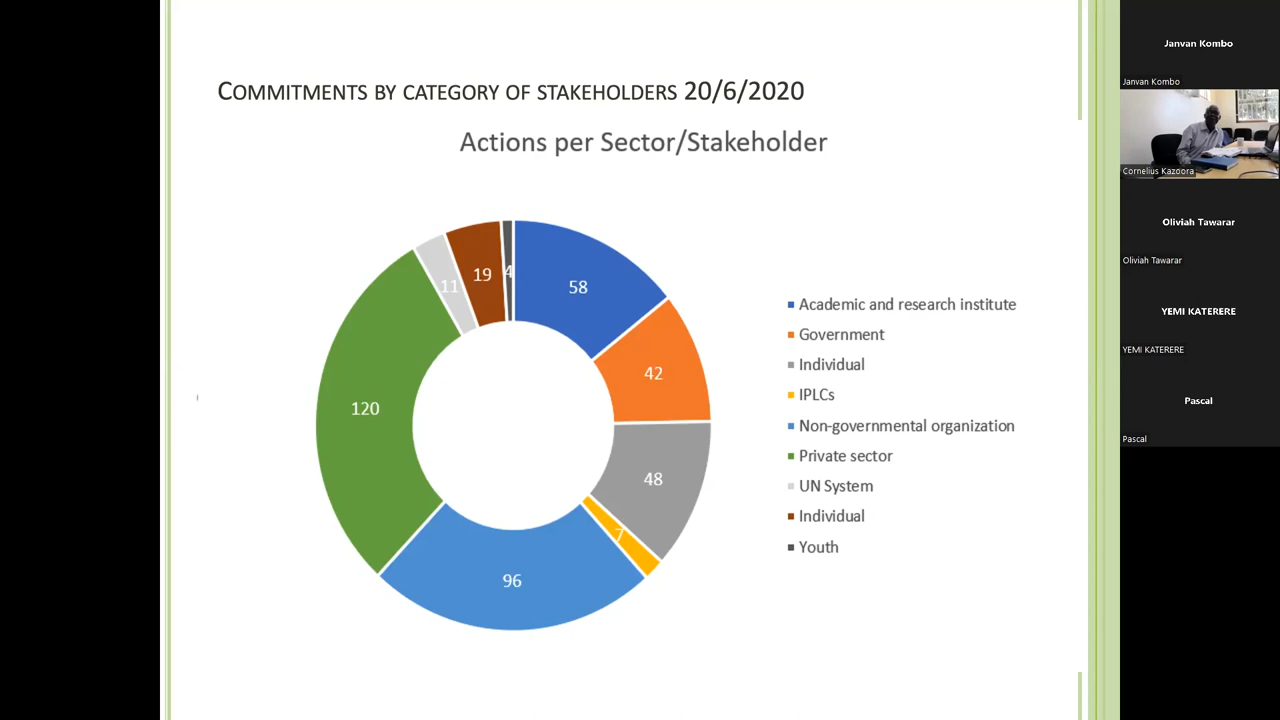 COMMITMENTS BY CATEGORY OF STAKEHOLDERS 20/6/2020
Actions per Sector/Stakeholder
58
42
48
7
96
120
11
19
4
Academic and research institute
Government
Individual
IPLCs
Non-governmental organization
Private sector
UN System
Individual
Youth
Janvan Kombo
Janvan Kombo
Cornelius Kazoora
Oliviah Tawarar
Oliviah Tawarar
YEMI KATERERE
YEMI KATERERE
Pascal
Pascal